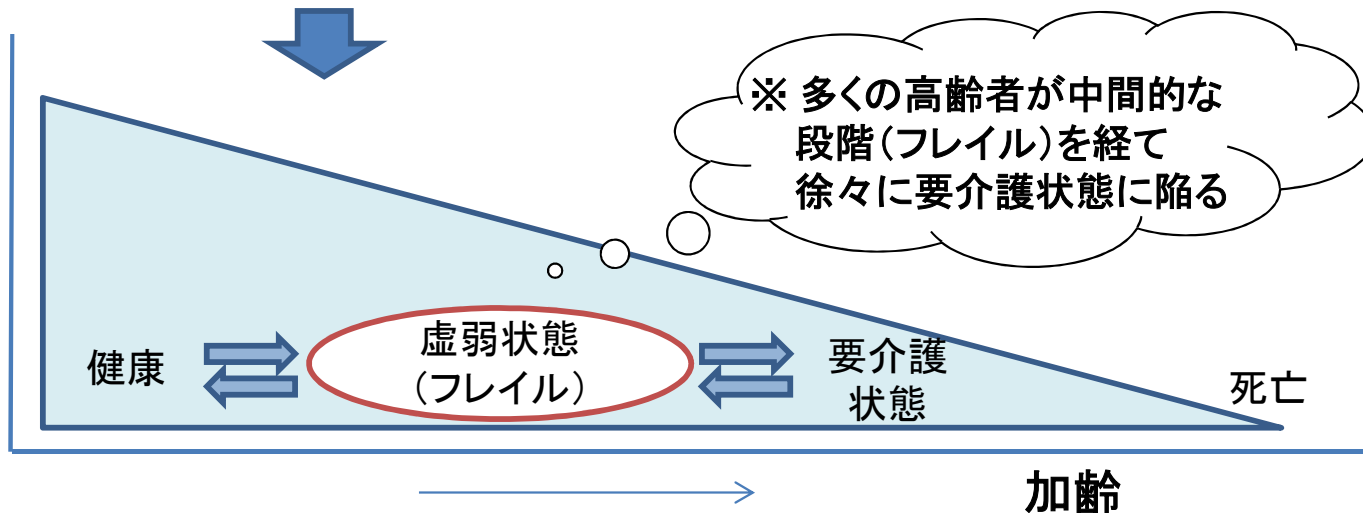 ※ 多くの高齢者が中間的な
段階（フレイル）を経て
徐々に要介護状態に陥る
健康
虚弱状態
（フレイル）
要介護
状態
死亡
加齢